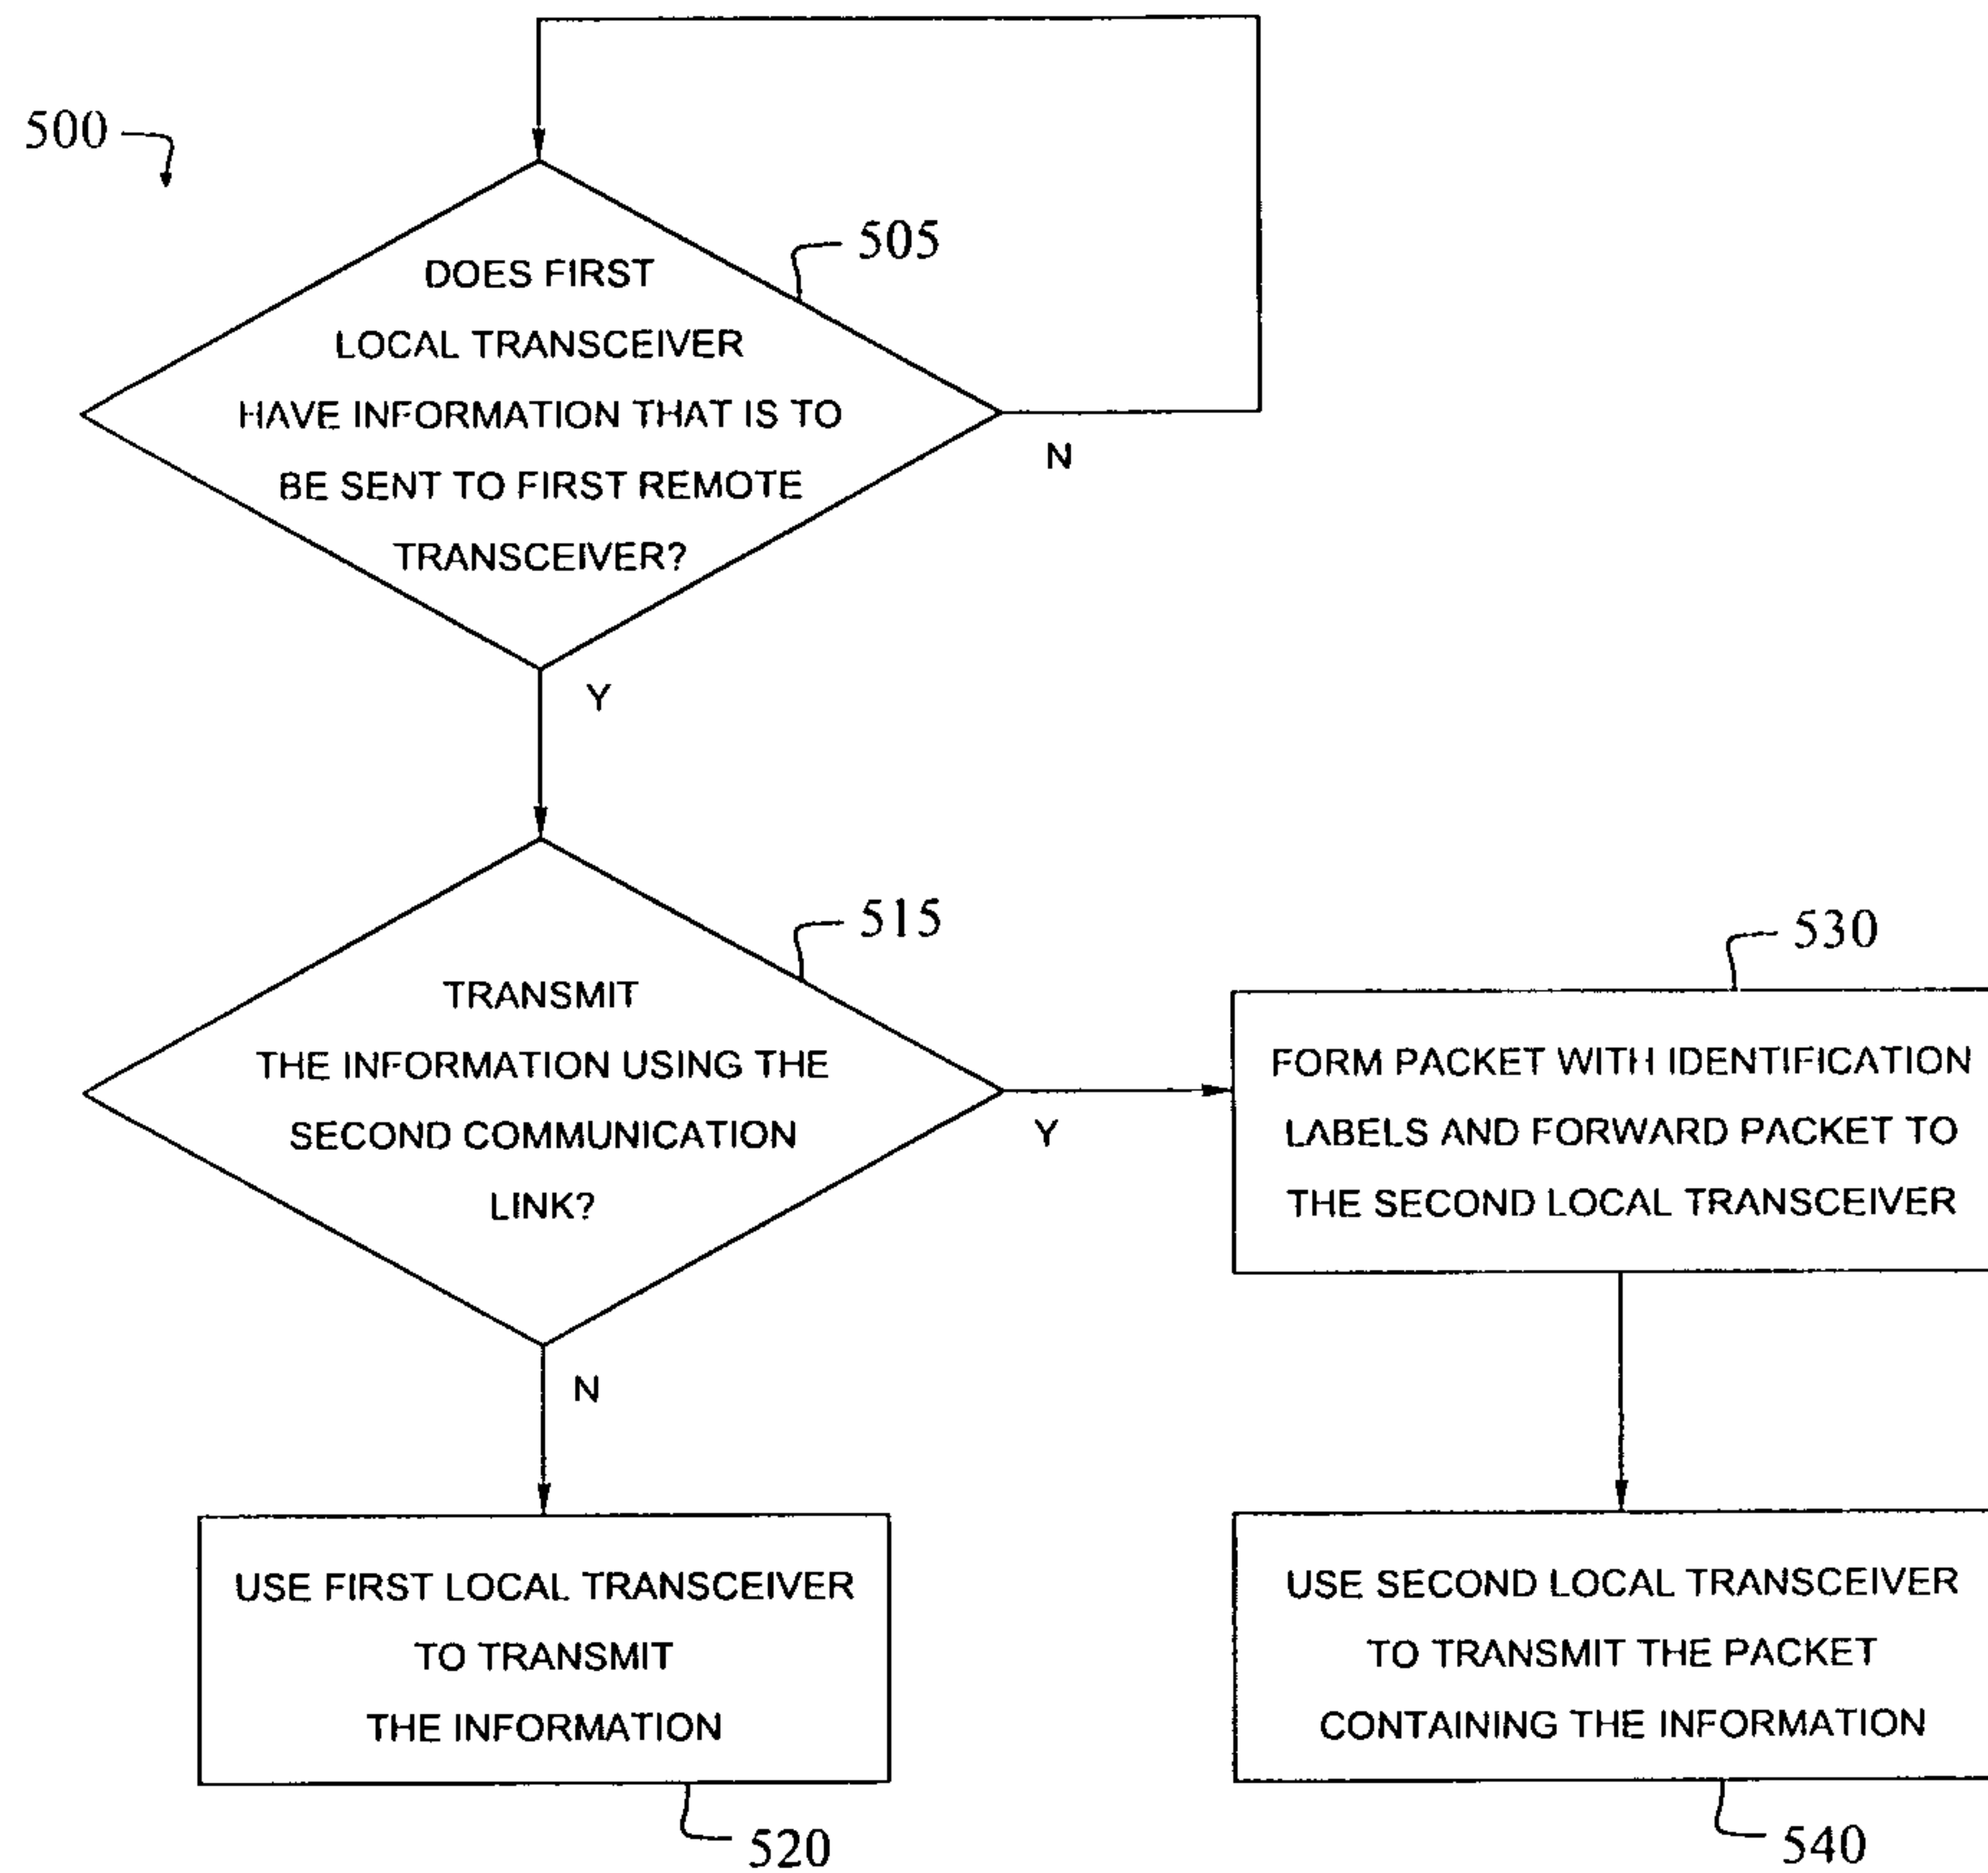 500
505
DOES FIRST
LOCAL TRANSCEIVER
HAVE INFORMATION THAT IS TO
BE SENT TO FIRST REMOTE
TRANSCEIVER?
N
Y
515
TRANSMIT
THE INFORMATION USING THE
SECOND COMMUNICATION
LINK?
Y
N
530
FORM PACKET WITH IDENTIFICATION
LABELS AND FORWARD PACKET TO
THE SECOND LOCAL TRANSCEIVER
USE FIRST LOCAL TRANSCEIVER
TO TRANSMIT
THE INFORMATION
520
USE SECOND LOCAL TRANSCEIVER
TO TRANSMIT THE PACKET
CONTAINING THE INFORMATION
540